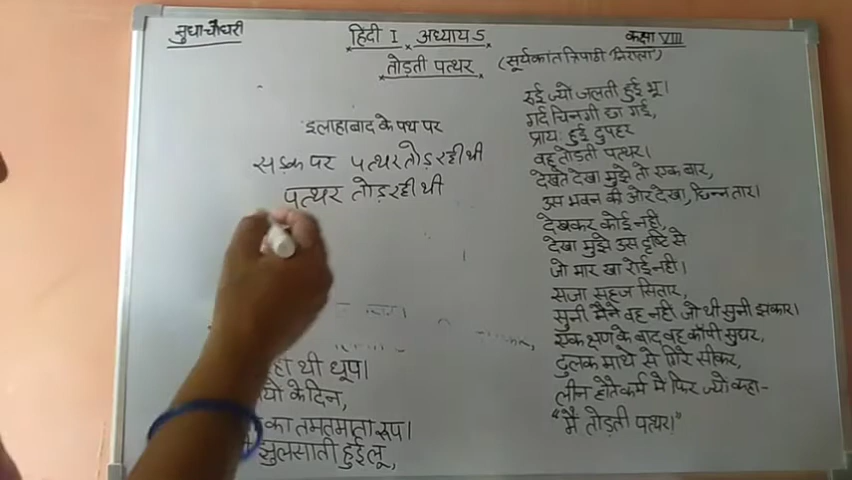 सुधा चौधरी
हिंदी I अध्याय 5
कक्षा VIII
तोड़ती पत्थर (सूर्यकांत त्रिपाठी निराला)
इलाहाबाद के पथ पर
सड़क पर पत्थर तोड़ रही थी
पत्थर तोड़ रही थी
थी धूप।
के दिन,
का तमतमाता रूप।
झुलसाती हुई लू,
रुई ज्यो जलती हुई भू।
गर्द चिनगी छा गई,
प्रायः हुई दुपहर
वह तोड़ती पत्थर।
देखते देखा मुझे तो एक बार,
उस भवन की ओर देखा, छिन्नतार।
देखकर कोई नही,
देखा मुझे उस दृष्टि से
जो मार खा रोई नही।
सजा सहज सितार,
सुनी मैने वह नही जो थी सुनी झकार।
एक क्षण के बाद वह काँपी सुघर,
ढुलक माथे से गिरे सीकर,
लीन होते कर्म मे फिर ज्यो कहा-
"मै तोड़ती पत्थर।"